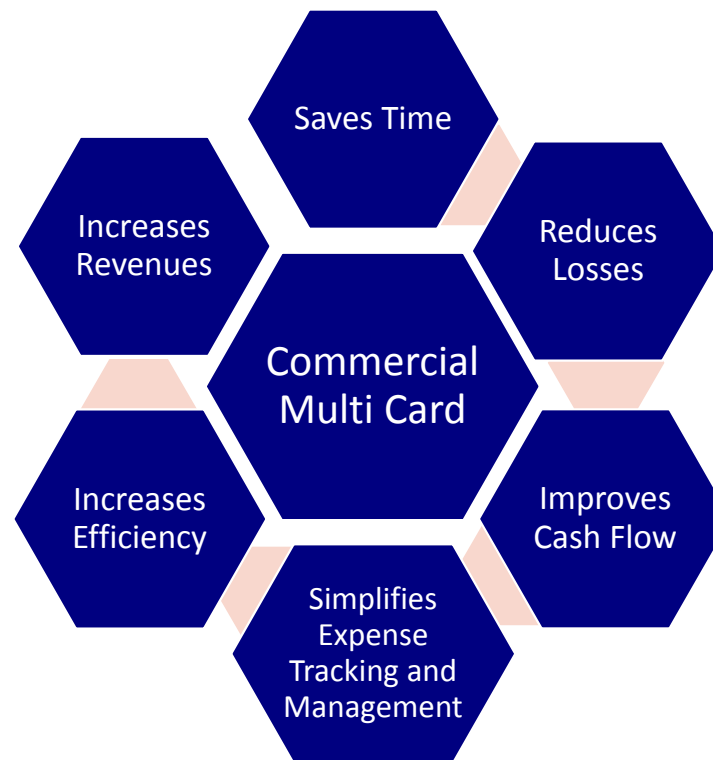 Saves Time
Reduces
Losses
Improves
Cash Flow
Simplifies
Expense
Tracking and
Management
Increases
Efficiency
Increases
Revenues
Commercial
Multi Card